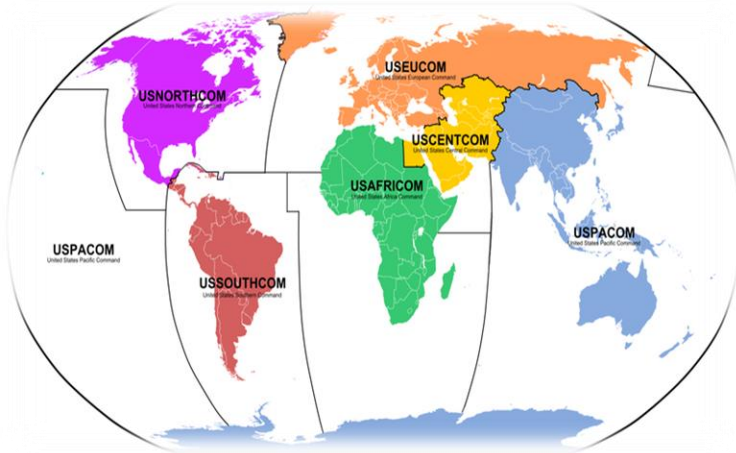 USNORTHCOM
United States Northern Command
USEUCOM
United States European Command
USCENTCOM
United States Central Command
USAFRICOM
United States Africa Command
USPACOM
United States Pacific Command
USPACOM
United States Pacific Command
USSOUTHCOM
United States Southern Command